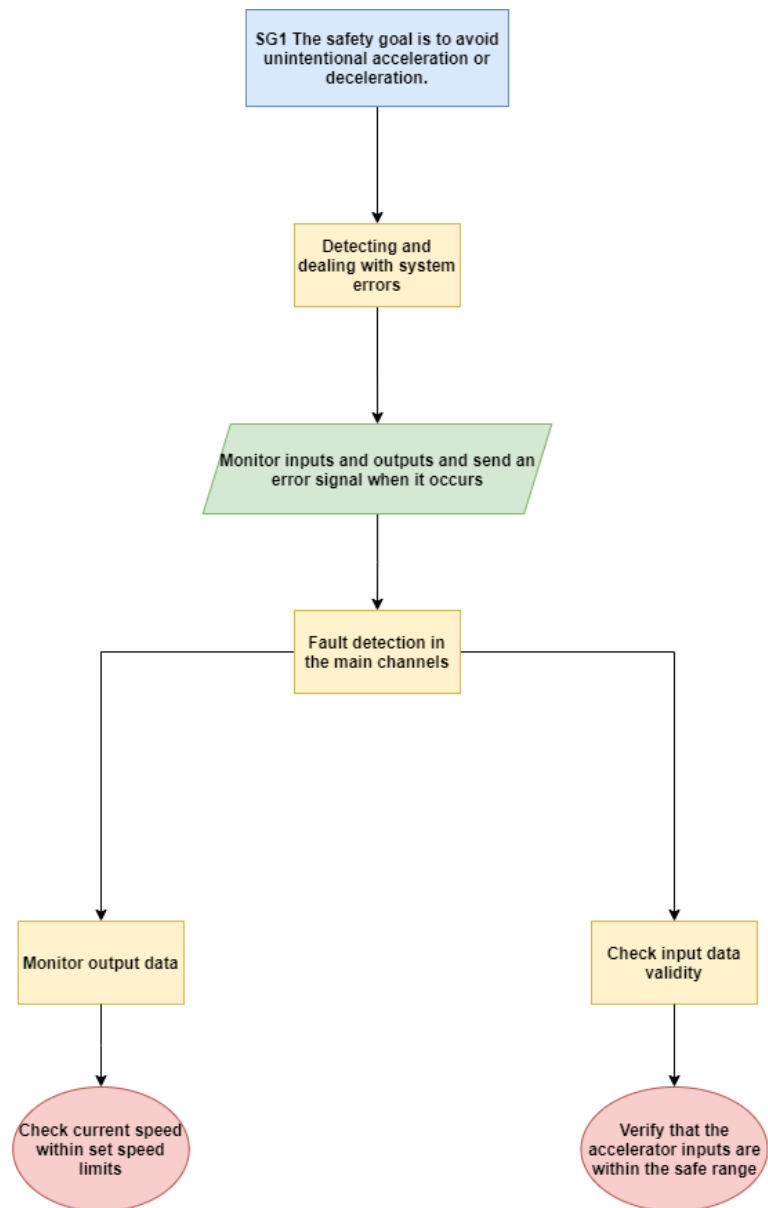 SG1 The safety goal is to avoid
unintentional acceleration or
deceleration.
Detecting and
dealing with system
errors
Monitor inputs and outputs and send an
error signal when it occurs
Fault detection in
the main channels
Monitor output data
Check input data
validity
Check current speed
within set speed
limits
Verify that the
accelerator inputs are
within the safe range